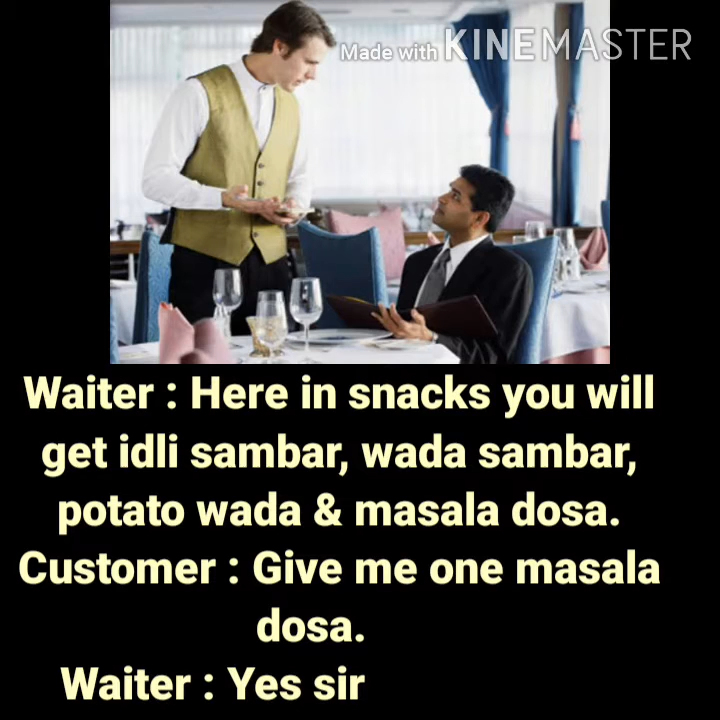 Made with KINEMASTER
Waiter : Here in snacks you will
get idli sambar, wada sambar,
potato wada & masala dosa.
Customer : Give me one masala
dosa.
Waiter : Yes sir